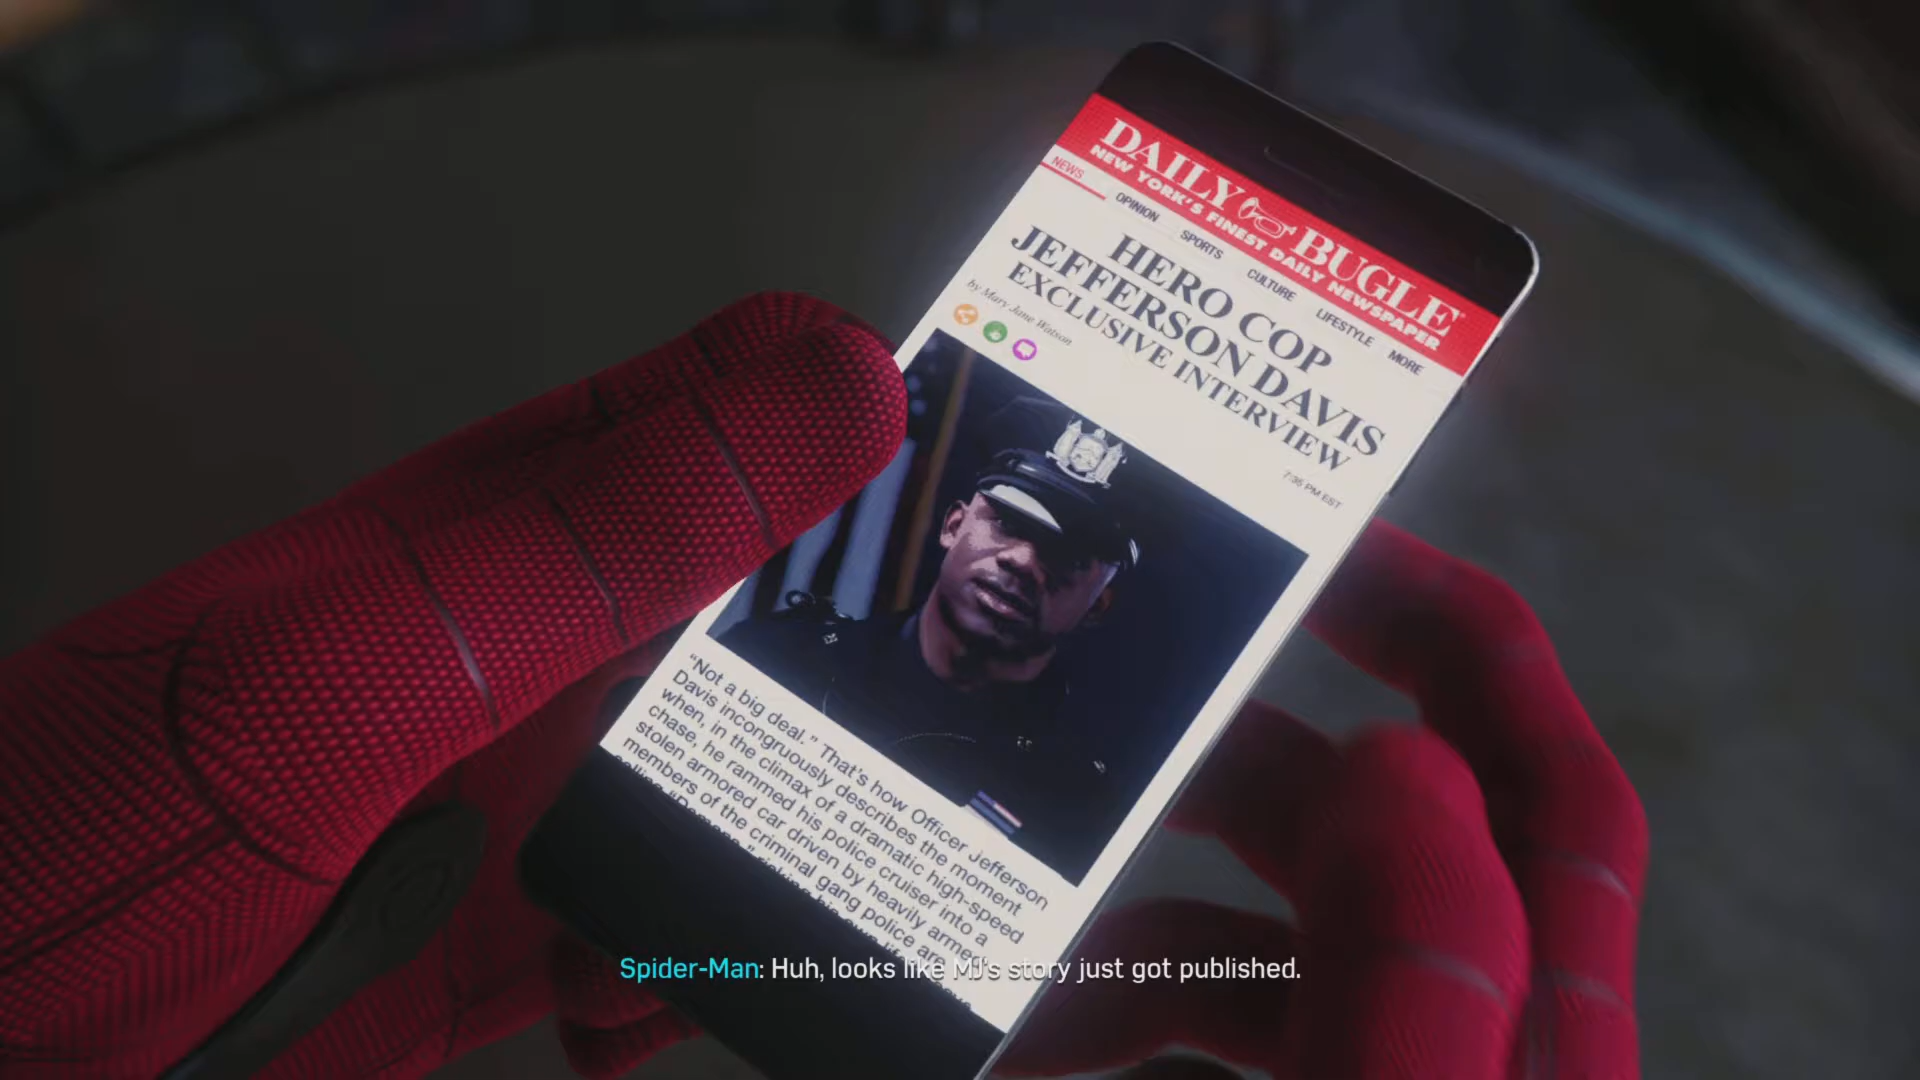 DAILY BUGLE
NEW YORK'S FINEST DAILY NEWSPAPER
NEWS OPINION SPORTS CULTURE LIFESTYLE MORE
HERO COP
JEFFERSON DAVIS
EXCLUSIVE INTERVIEW
by Mary Jane Watson
7:35 PM EST
“Not a big deal.” That's how Officer Jefferson
Davis incongruously describes the moment
when, in the climax of a dramatic high-speed
chase, he rammed his police cruiser into a
stolen armored car driven by heavily armed
members of the criminal gang police are
Spider-Man: Huh, looks like MJ's story just got published.